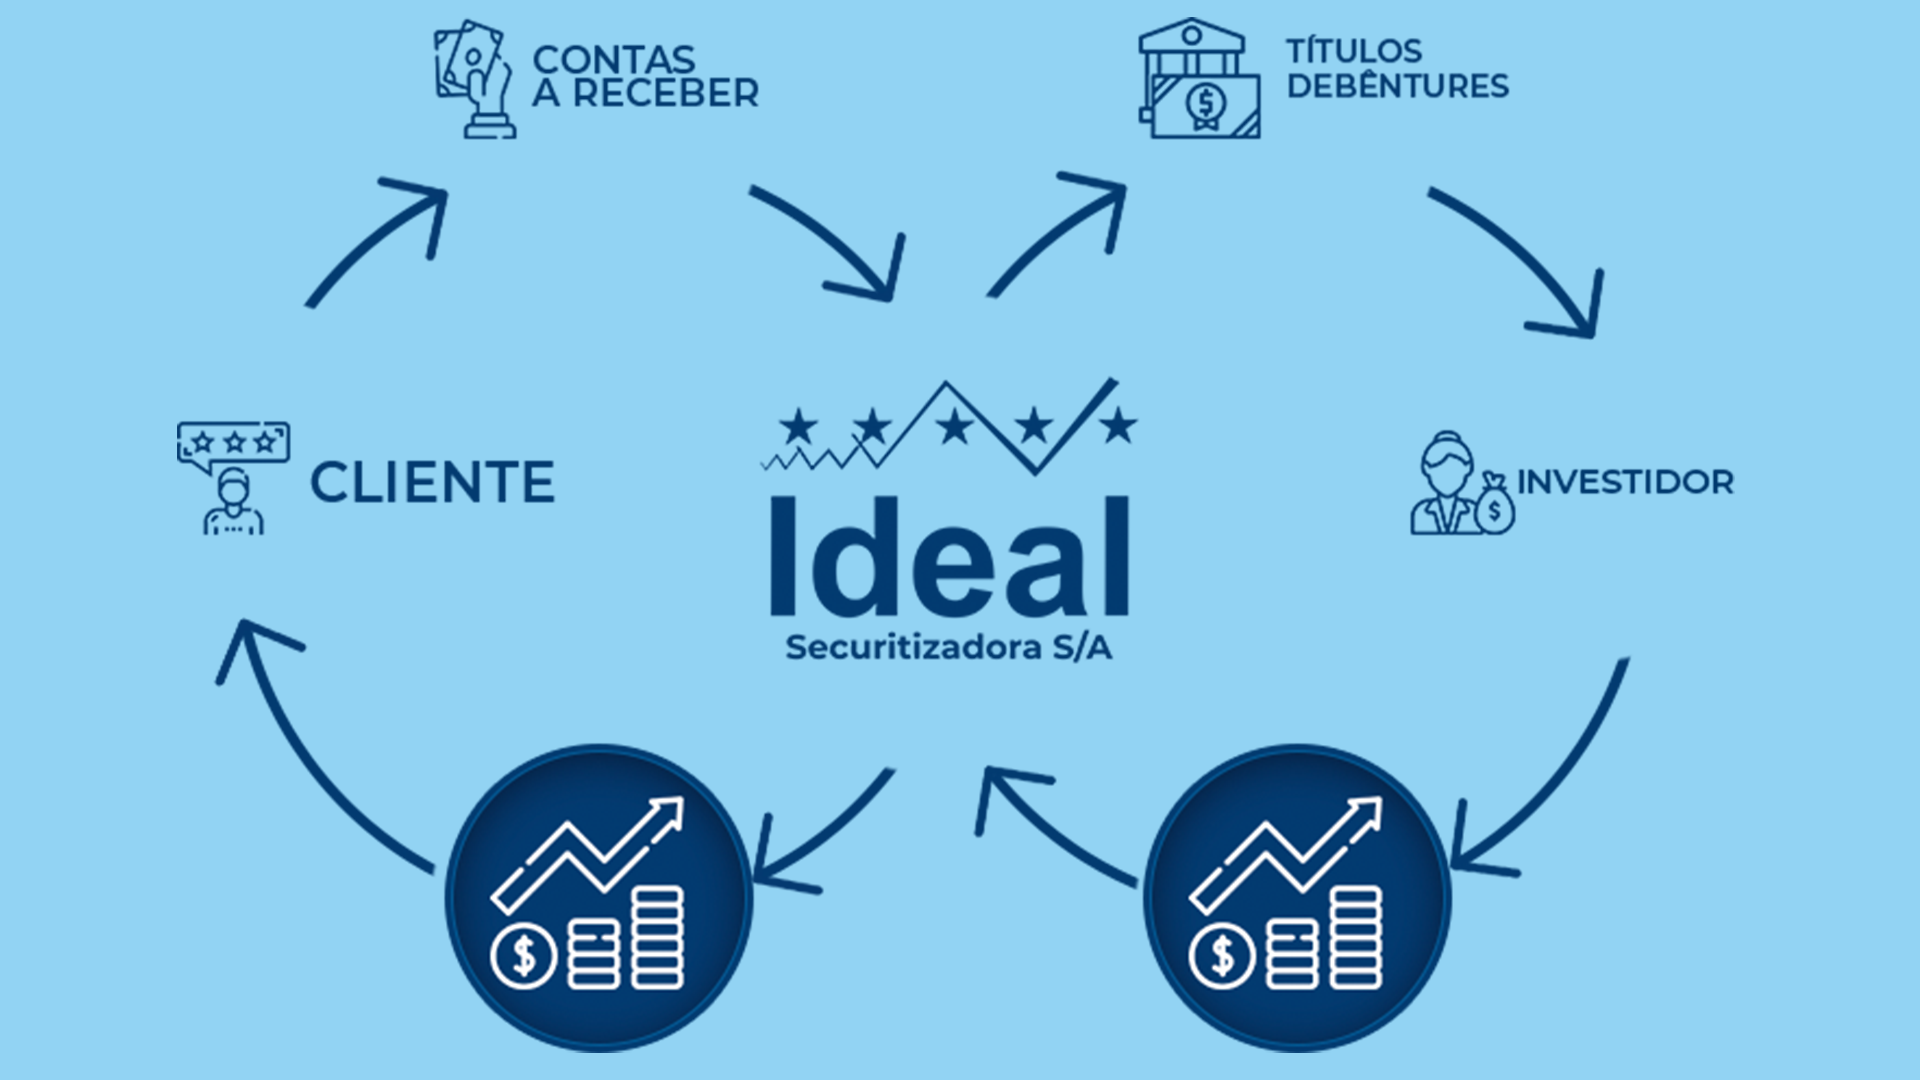 CONTAS
A RECEBER
TÍTULOS
DEBÊNTURES
CLIENTE
Ideal
Securitizadora S/A
INVESTIDOR
$
$
$
$